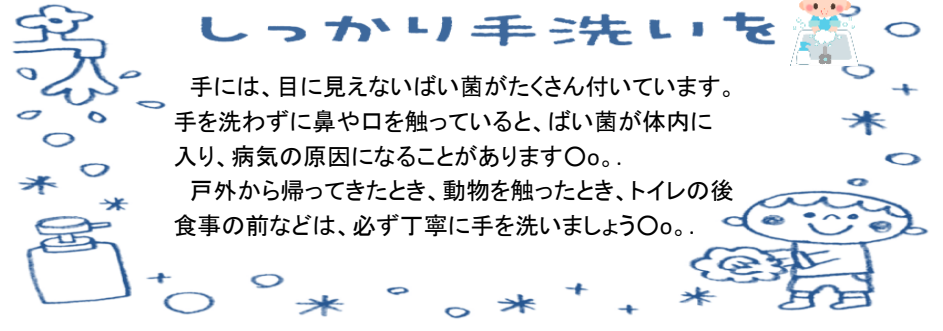 しっかり手洗いを
手には、目に見えないばい菌がたくさん付いています。
手を洗わずに鼻や口を触っていると、ばい菌が体内に
入り、病気の原因になることがあります〇o。.
戸外から帰ってきたとき、動物を触ったとき、トイレの後
食事の前などは、必ず丁寧に手を洗いましょう〇o。.